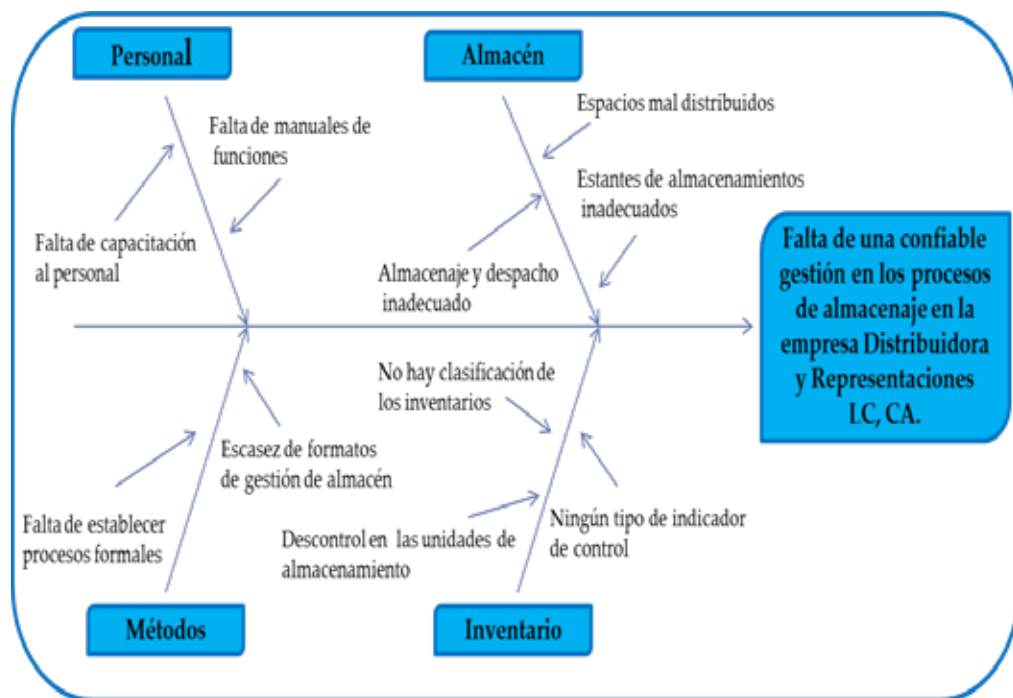 Personal
Almacén
Falta de manuales de
funciones
Falta de capacitación
al personal
Espacios mal distribuidos
Estantes de almacenamientos
inadecuados
Almacenaje y despacho
inadecuado
Falta de una confiable
gestión en los procesos
de almacenaje en la
empresa Distribuidora
y Representaciones
LC, CA.
Escasez de formatos
de gestión de almacén
Falta de establecer
procesos formales
No hay clasificación de
los inventarios
Descontrol en las unidades de
almacenamiento
Ningún tipo de indicador
de control
Métodos
Inventario